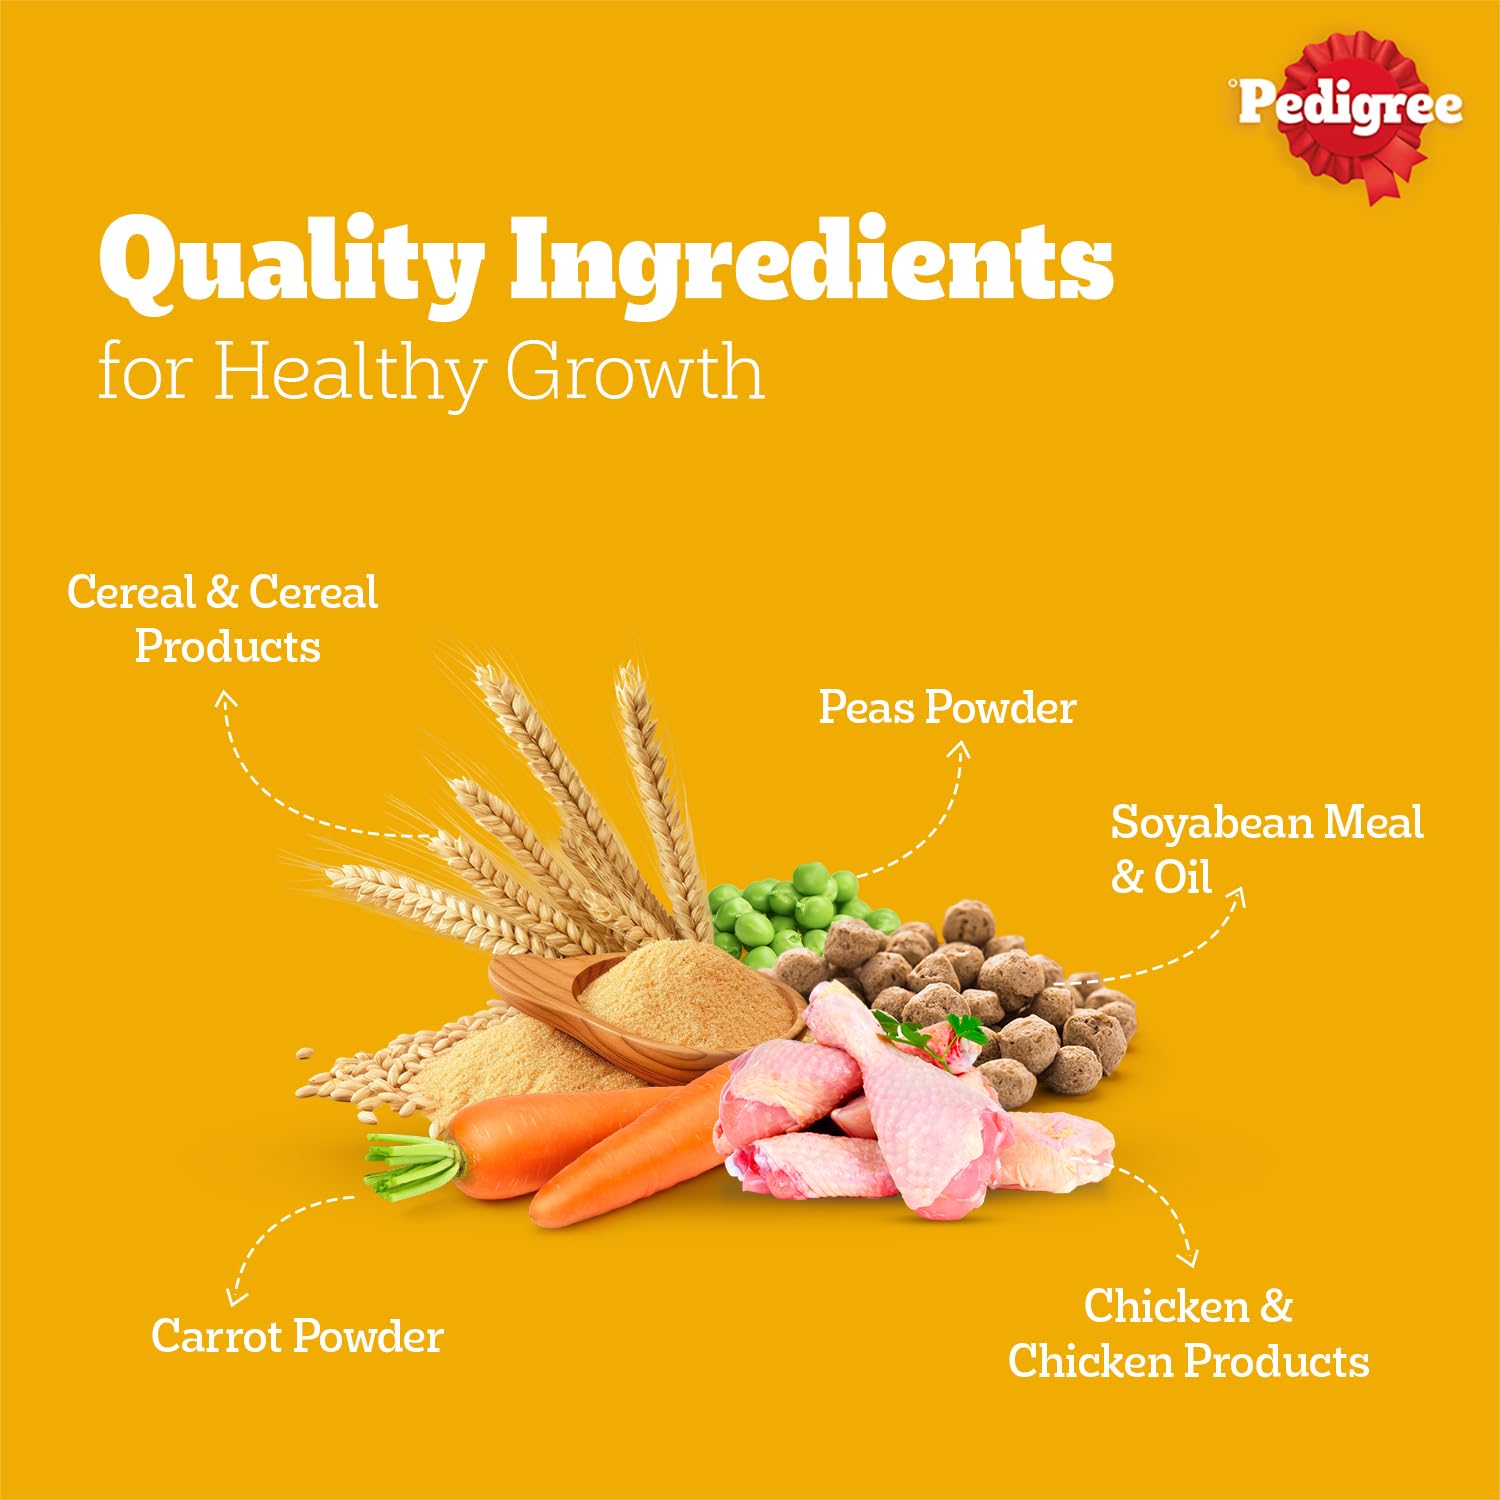 Pedigree
Quality Ingredients
for Healthy Growth
Cereal & Cereal
Products
Peas Powder
Soyabean Meal
& Oil
Carrot Powder
Chicken &
Chicken Products